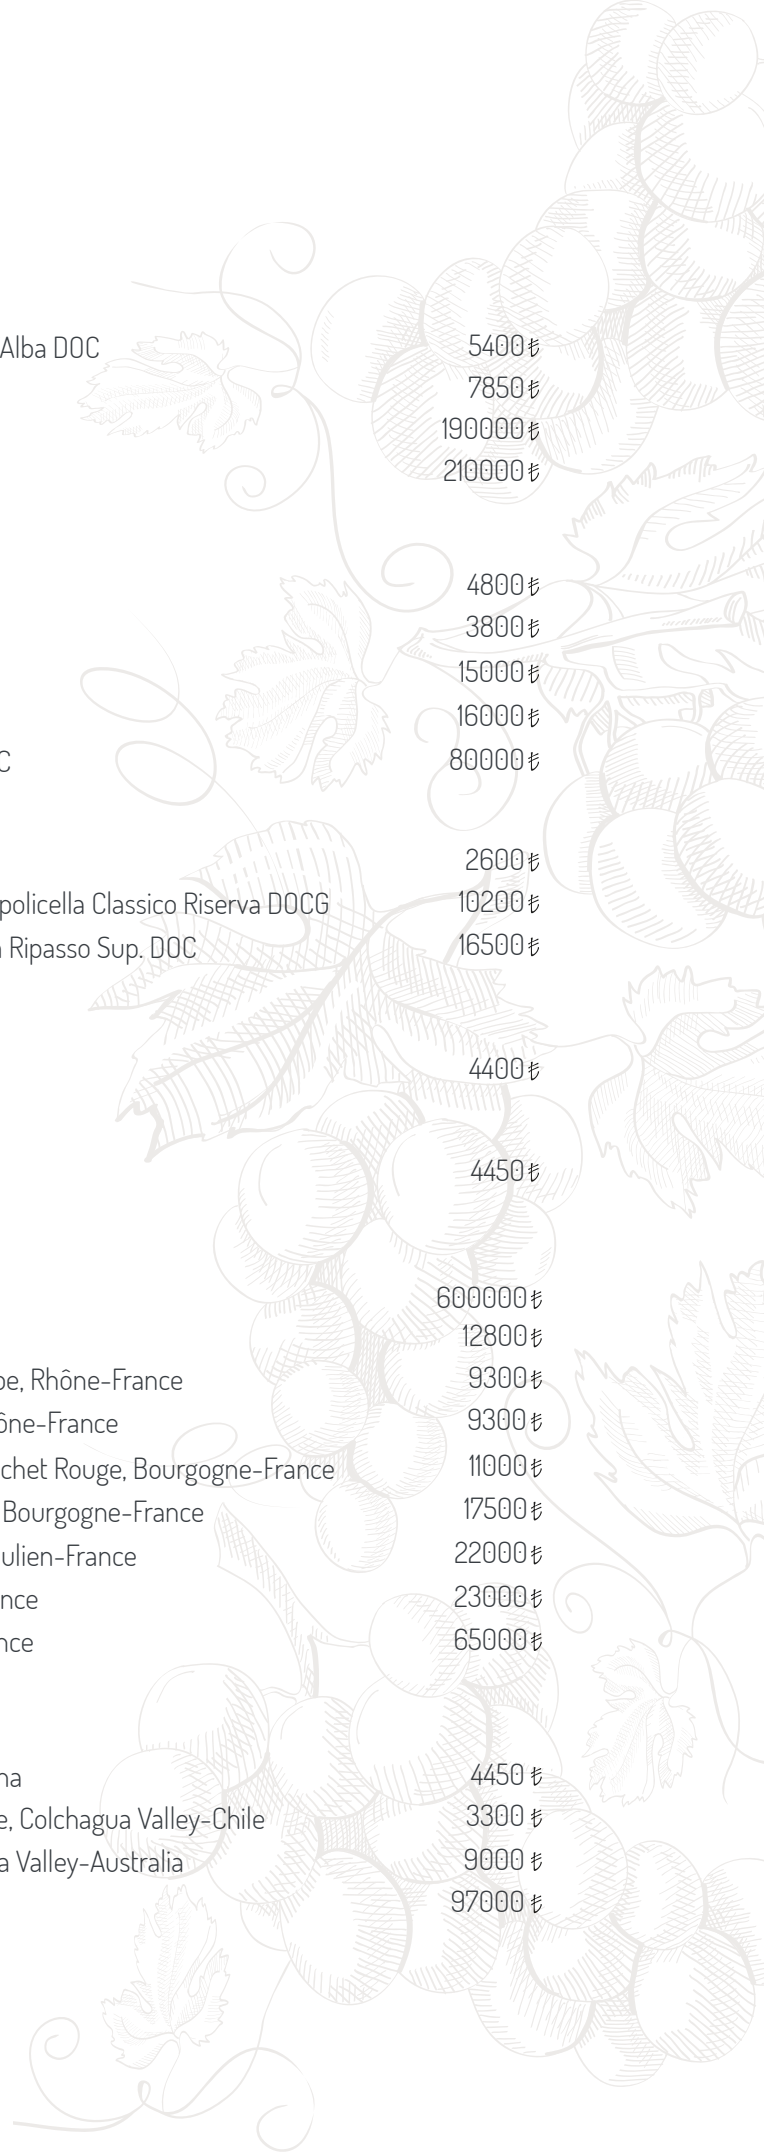 Alba DOC 5400₺
7850₺
190000₺
210000₺
4800₺
3800₺
15000₺
16000₺
C 80000₺
2600₺
policella Classico Riserva DOCG 10200₺
a Ripasso Sup. DOC 16500₺
4400₺
4450₺
600000₺
12800₺
pe, Rhône-France 9300₺
ône-France 9300₺
chet Rouge, Bourgogne-France 11000₺
Bourgogne-France 17500₺
ulien-France 22000₺
nce 23000₺
nce 65000₺
na 4450 ₺
e, Colchagua Valley-Chile 3300 ₺
a Valley-Australia 9000 ₺
97000 ₺